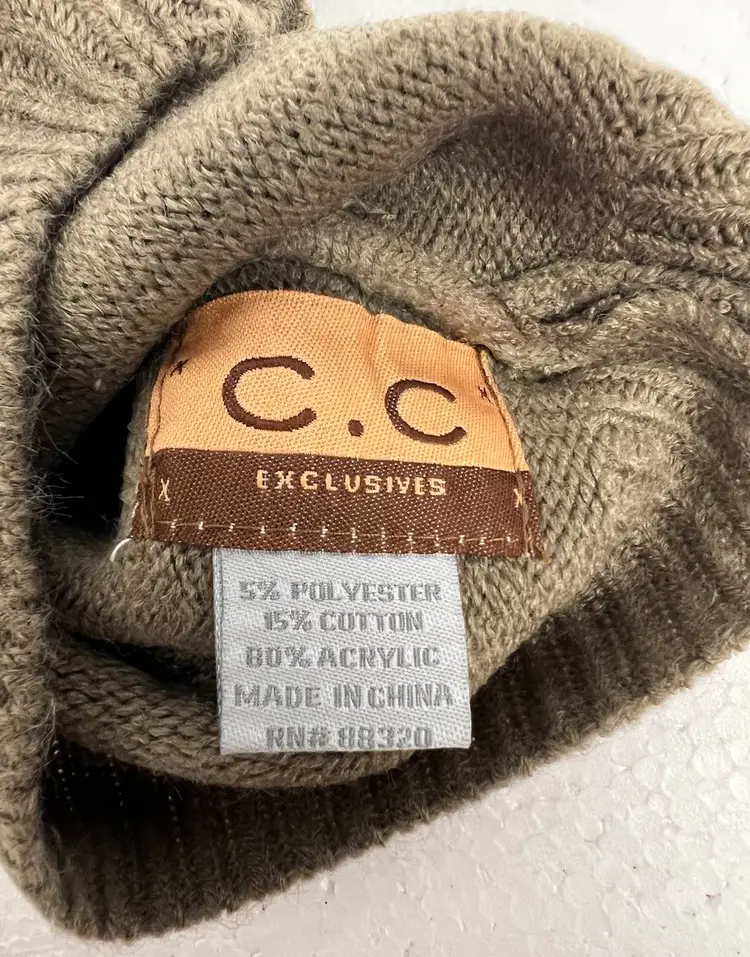 C.C
EXCLUSIVES
5% POLYESTER
15% COTTON
80% ACRYLIC
MADE IN CHINA
RN# 88320